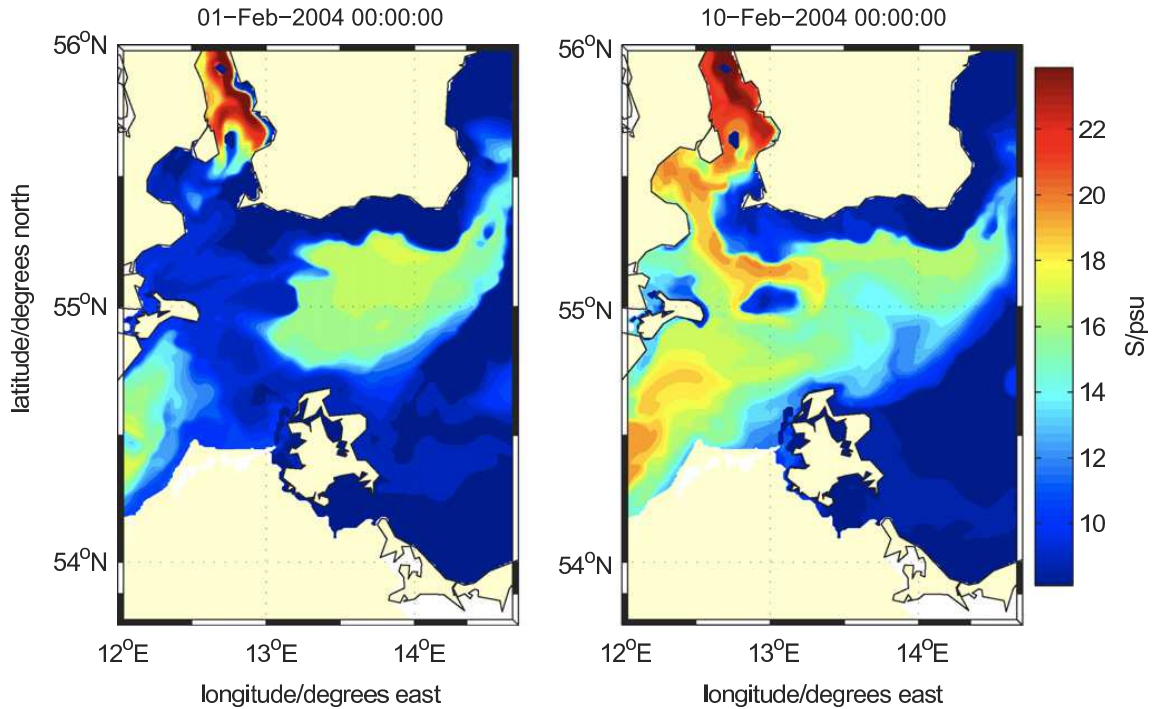 01−Feb−2004 00:00:00
10−Feb−2004 00:00:00
56°N
55°N
54°N
latitude/degrees north
12°E
13°E
14°E
longitude/degrees east
56°N
55°N
54°N
12°E
13°E
14°E
longitude/degrees east
22
20
18
16
14
12
10
S/psu